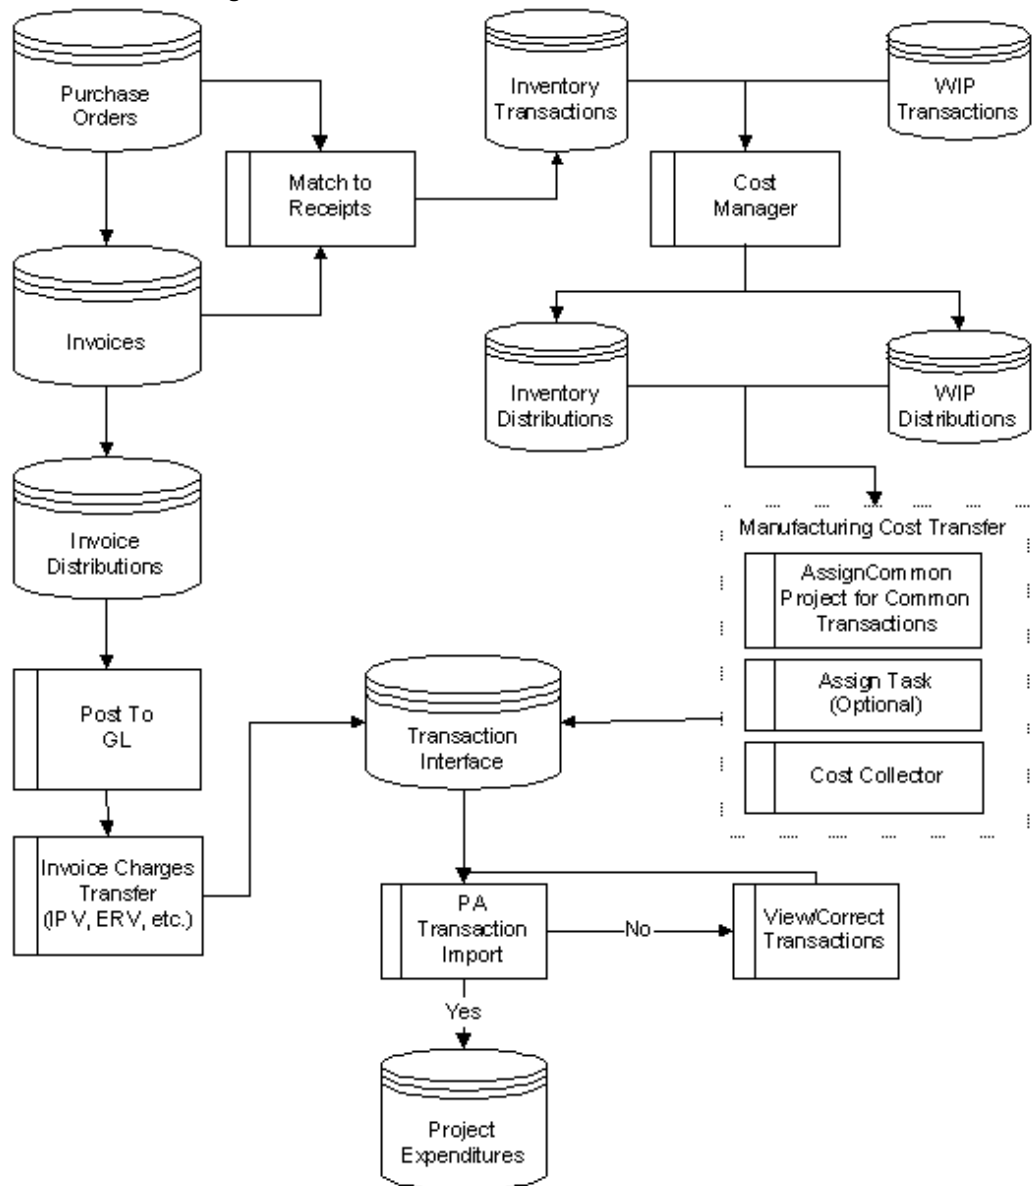 Purchase
Orders
Inventory
Transactions
WIP
Transactions
Match to
Receipts
Cost
Manager
Invoices
Inventory
Distributions
WIP
Distributions
Invoice
Distributions
Manufacturing Cost Transfer
AssignCommon
Project for Common
Transactions
Assign Task
(Optional)
Cost Collector
Post To
GL
Transaction
Interface
Invoice Charges
Transfer
(IPV, ERV, etc.)
PA
Transaction
Import
No
View/Correct
Transactions
Yes
Project
Expenditures